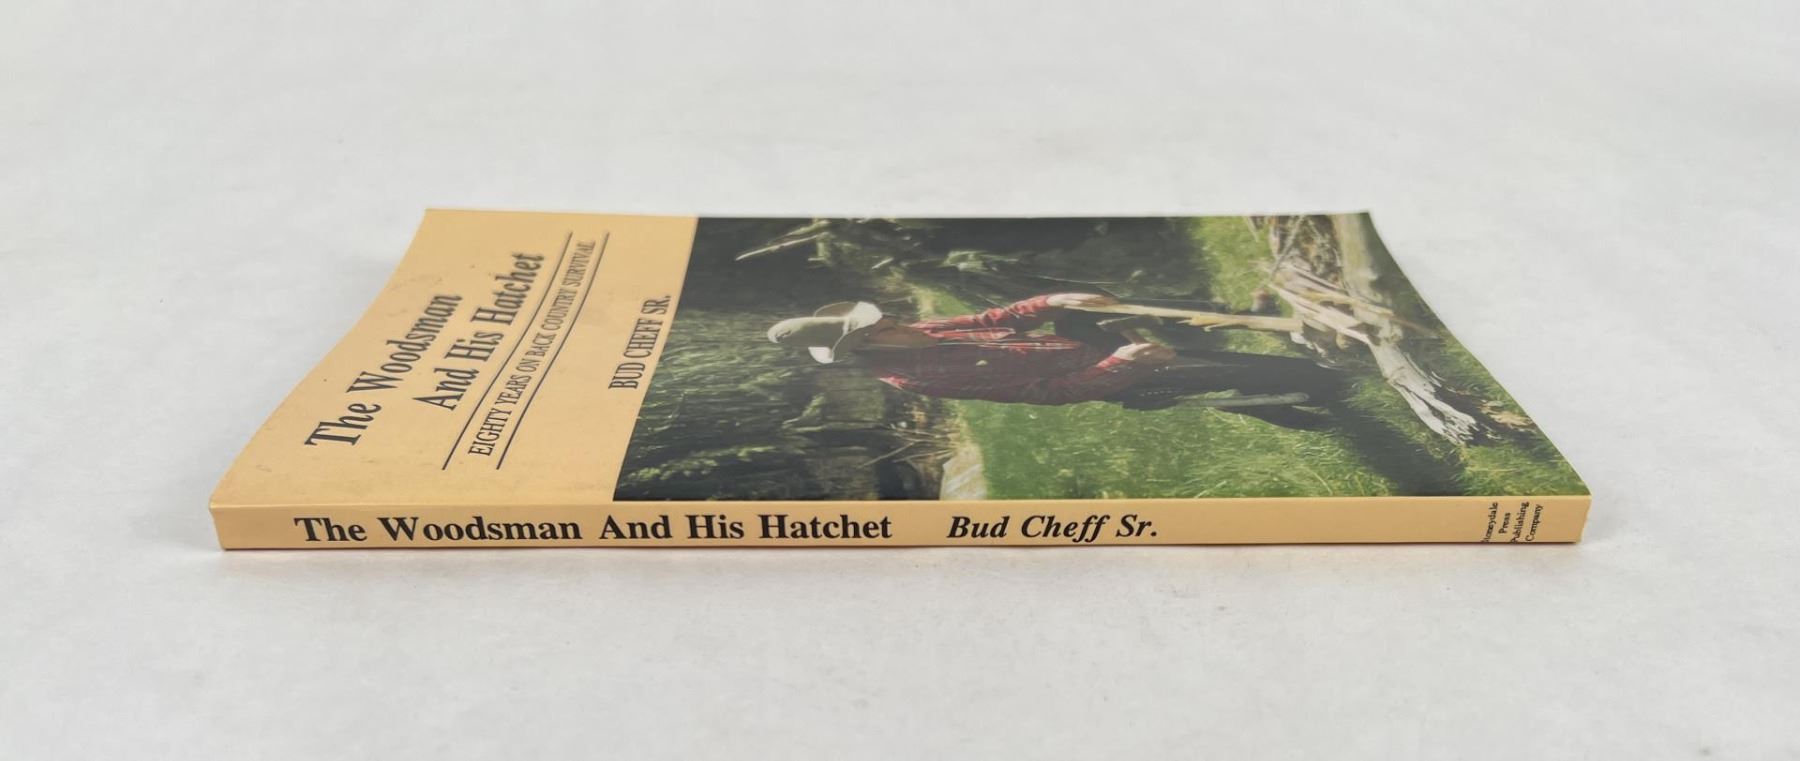 The Woodsman
And His Hatchet
EIGHTY YEARS ON BACK COUNTRY SURVIVAL
BUD CHEFF SR.
The Woodsman And His Hatchet Bud Cheff Sr.
Press
Publishing
Company